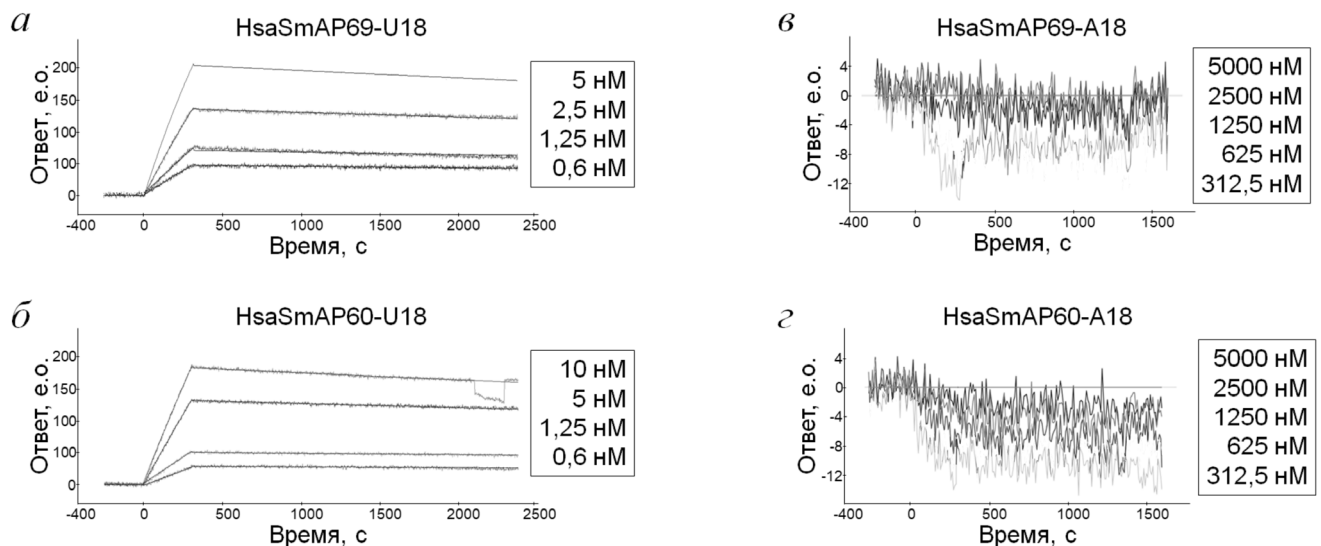 а
HsaSmAP69-U18
Ответ, е.о.
200
150
100
100
0
-400
0
500
1000
1500
2000
2500
Время, с
5 нМ
2,5 нМ
1,25 нМ
0,6 нМ
в
HsaSmAP69-A18
Ответ, е.о.
4
0
-4
-8
-12
-400
0
500
1000
1500
Время, с
5000 нМ
2500 нМ
1250 нМ
625 нМ
312,5 нМ
б
HsaSmAP60-U18
Ответ, е.о.
200
150
100
100
0
-400
0
500
1000
1500
2000
2500
Время, с
10 нМ
5 нМ
1,25 нМ
0,6 нМ
г
HsaSmAP60-A18
Ответ, е.о.
4
0
-4
-8
-12
-400
0
500
1000
1500
Время, с
5000 нМ
2500 нМ
1250 нМ
625 нМ
312,5 нМ